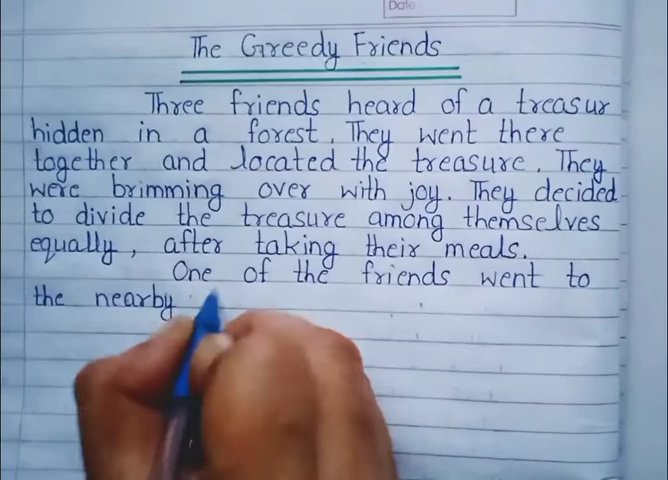 Date
The Greedy Friends
Three friends heard of a treasur
hidden in a forest. They went there
together and located the treasure. They
were brimming over with joy. They decided
to divide the treasure among themselves
equally, after taking their meals.
One of the friends went to
the nearby